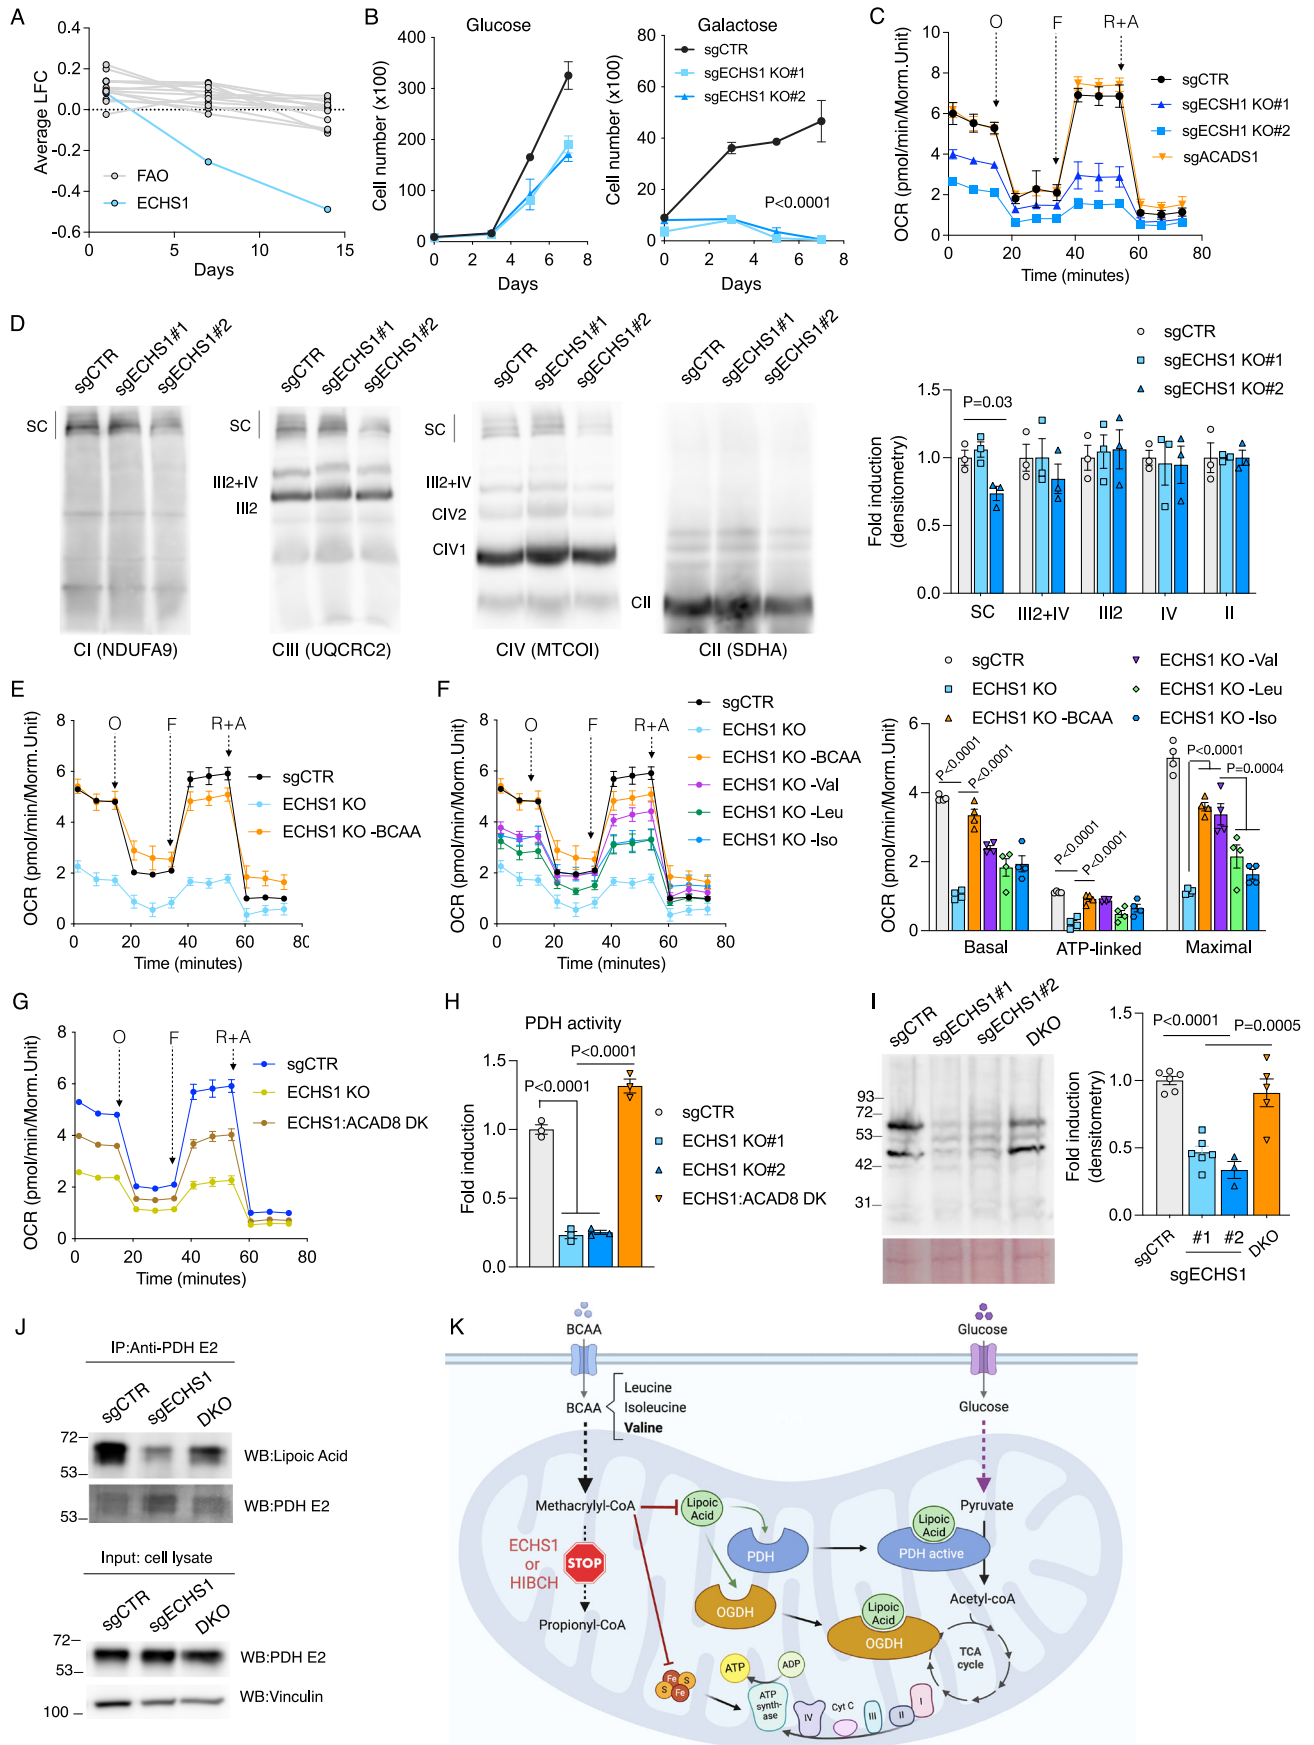 A
Average LFC
0.4
0.2
0.0
-0.2
-0.4
-0.6
0
5
10
15
Days
FAO
ECHS1
B
Glucose
Cell number (x100)
400
300
200
100
0
0 2 4 6 8
Days
Galactose
Cell number (x100)
80
60
40
20
0
0 2 4 6 8
Days
sgCTR
sgECHS1 KO#1
sgECHS1 KO#2
P<0.0001
C
OCR (pmol/min/Norm.Unit)
10
8
6
4
2
0
0 20 40 60 80
Time (minutes)
O F R+A
sgCTR
sgECSH1 KO#1
sgECSH1 KO#2
sgACADS1
D
sgCTR sgECHS1#1 sgECHS1#2
SC
CI (NDUFA9)
sgCTR sgECHS1#1 sgECHS1#2
SC
III2+IV
III2
CIII (UQCRC2)
sgCTR sgECHS1#1 sgECHS1#2
SC
III2+IV
CIV2
CIV1
CIV (MTCOI)
sgCTR sgECHS1#1 sgECHS1#2
CII
CII (SDHA)
sgCTR
sgECHS1 KO#1
sgECHS1 KO#2
Fold induction
(densitometry)
1.5
1.0
0.5
0.0
P=0.03
SC III2+IV III2 IV II
E
OCR (pmol/min/Norm.Unit)
8
6
4
2
0
0 20 40 60 80
Time (minutes)
O F R+A
sgCTR
ECHS1 KO
ECHS1 KO -BCAA
F
OCR (pmol/min/Norm.Unit)
8
6
4
2
0
0 20 40 60 80
Time (minutes)
O F R+A
sgCTR
ECHS1 KO
ECHS1 KO -BCAA
ECHS1 KO -Val
ECHS1 KO -Leu
ECHS1 KO -Iso
sgCTR
ECHS1 KO
ECHS1 KO -BCAA
ECHS1 KO -Val
ECHS1 KO -Leu
ECHS1 KO -Iso
OCR (pmol/min/Norm.Unit)
6
4
2
0
P<0.0001
P<0.0001
P<0.0001
P<0.0001
P<0.0001
P=0.0004
Basal ATP-linked Maximal
G
OCR (pmol/min/Norm.Unit)
8
6
4
2
0
0 20 40 60 80
Time (minutes)
O F R+A
sgCTR
ECHS1 KO
ECHS1:ACAD8 DK
H
PDH activity
Fold induction
1.5
1.0
0.5
0.0
P<0.0001
P<0.0001
sgCTR
ECHS1 KO#1
ECHS1 KO#2
ECHS1:ACAD8 DK
I
sgCTR sgECHS1#1 sgECHS1#2 DKO
93
72
53
42
31
Fold induction
(densitometry)
1.5
1.0
0.5
0.0
P<0.0001
P=0.0005
sgCTR #1 #2 DKO
sgECHS1
J
IP:Anti-PDH E2
sgCTR sgECHS1 DKO
72
53
WB:Lipoic Acid
53
WB:PDH E2
Input: cell lysate
sgCTR sgECHS1 DKO
72
53
WB:PDH E2
100
WB:Vinculin
K
BCAA
Glucose
BCAA
Leucine
Isoleucine
Valine
Glucose
Methacrylyl-CoA
Lipoic
Acid
Pyruvate
Lipoic
Acid
ECHS1
or
HIBCH
STOP
PDH
PDH active
Propionyl-CoA
OGDH
Lipoic
Acid
OGDH
Acetyl-coA
TCA
cycle
S Fe
Fe S
ATP
ADP
ATP
synth-
ase
IV
Cyt C
III
II
I